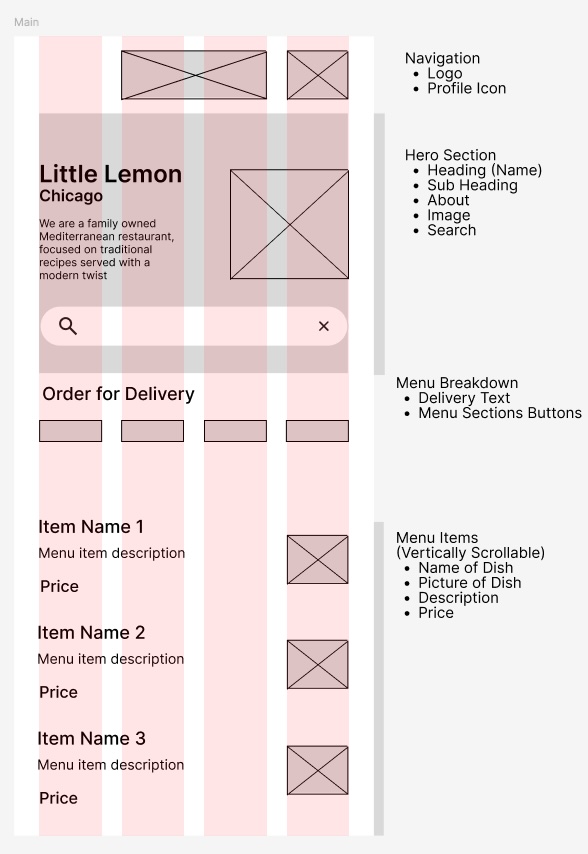 Main
Navigation
• Logo
• Profile Icon
Little Lemon
Chicago
We are a family owned
Mediterranean restaurant,
focused on traditional
recipes served with a
modern twist
Hero Section
• Heading (Name)
• Sub Heading
• About
• Image
• Search
Order for Delivery
Menu Breakdown
• Delivery Text
• Menu Sections Buttons
Item Name 1
Menu item description
Price
Item Name 2
Menu item description
Price
Item Name 3
Menu item description
Price
Menu Items
(Vertically Scrollable)
• Name of Dish
• Picture of Dish
• Description
• Price